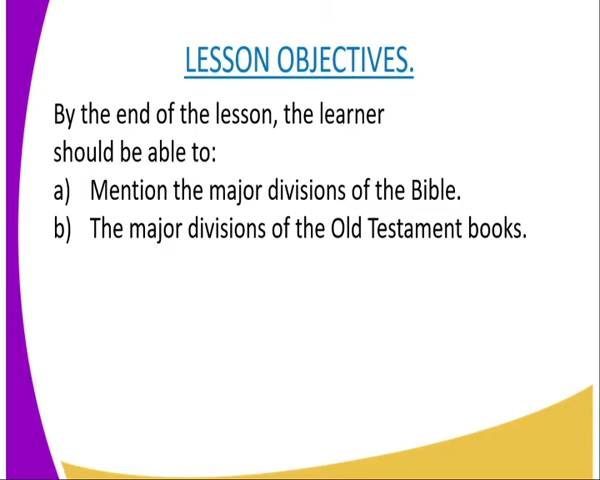 LESSON OBJECTIVES.
By the end of the lesson, the learner
should be able to:
a) Mention the major divisions of the Bible.
b) The major divisions of the Old Testament books.